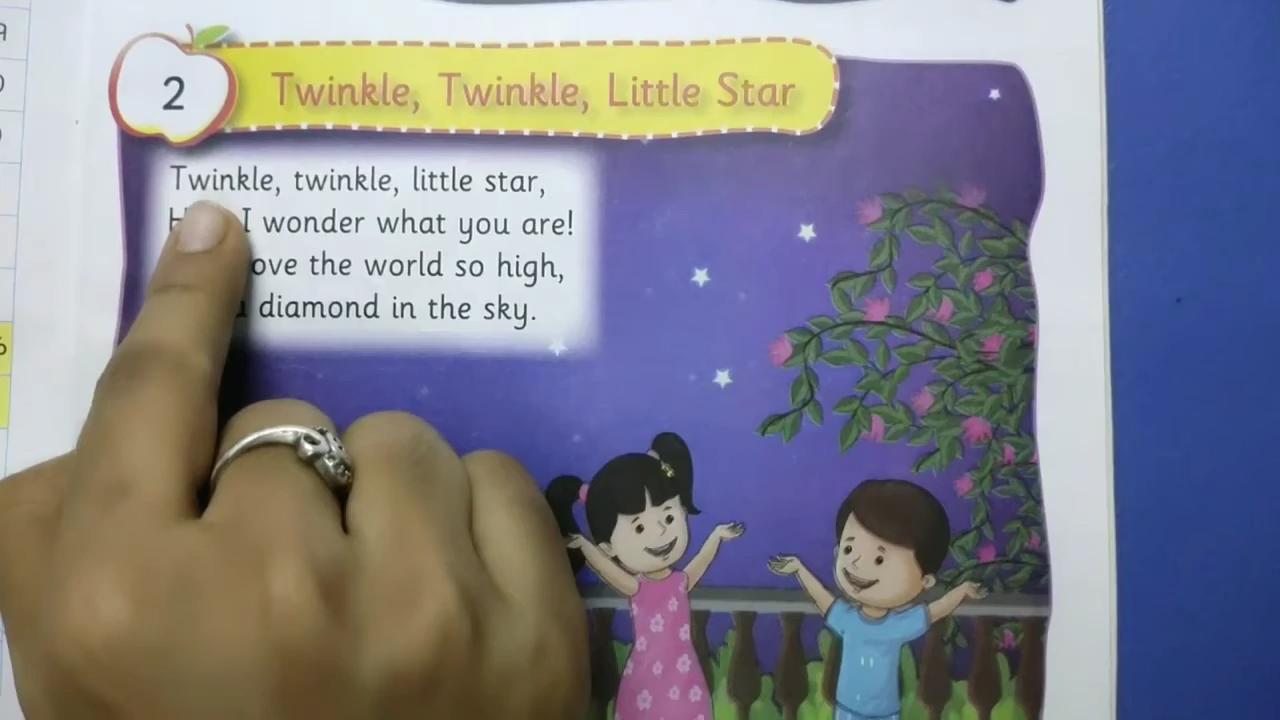 2
Twinkle, Twinkle, Little Star
Twinkle, twinkle, little star,
I wonder what you are!
the world so high,
diamond in the sky.